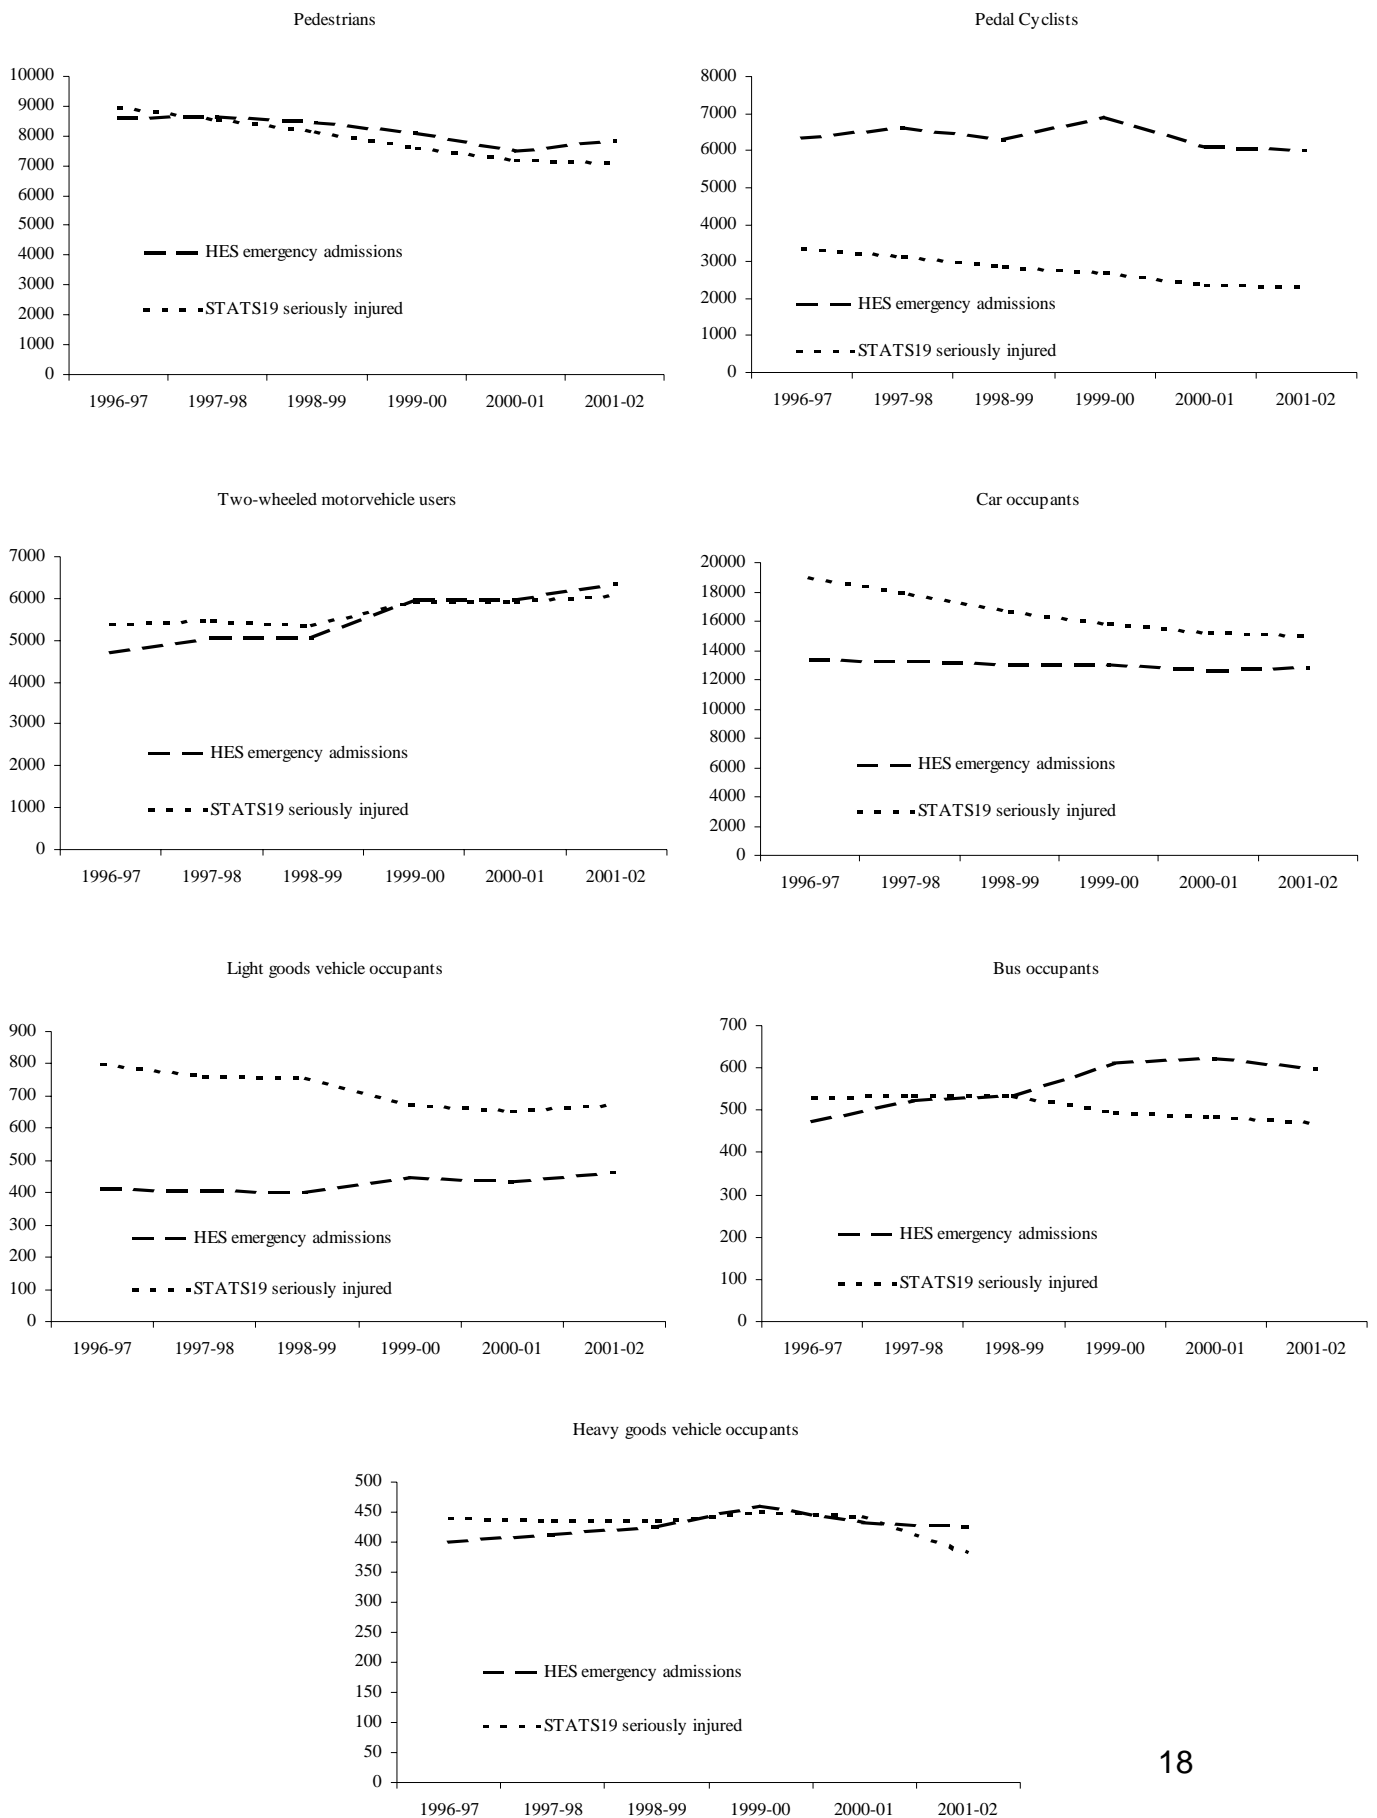 Pedestrians
10000
9000
8000
7000
6000
5000
4000
3000
2000
1000
0
HES emergency admissions
STATS19 seriously injured
1996-97 1997-98 1998-99 1999-00 2000-01 2001-02
Pedal Cyclists
8000
7000
6000
5000
4000
3000
2000
1000
0
HES emergency admissions
STATS19 seriously injured
1996-97 1997-98 1998-99 1999-00 2000-01 2001-02
Two-wheeled motorvehicle users
7000
6000
5000
4000
3000
2000
1000
0
HES emergency admissions
STATS19 seriously injured
1996-97 1997-98 1998-99 1999-00 2000-01 2001-02
Car occupants
20000
18000
16000
14000
12000
10000
8000
6000
4000
2000
0
HES emergency admissions
STATS19 seriously injured
1996-97 1997-98 1998-99 1999-00 2000-01 2001-02
Light goods vehicle occupants
900
800
700
600
500
400
300
200
100
0
HES emergency admissions
STATS19 seriously injured
1996-97 1997-98 1998-99 1999-00 2000-01 2001-02
Bus occupants
700
600
500
400
300
200
100
0
HES emergency admissions
STATS19 seriously injured
1996-97 1997-98 1998-99 1999-00 2000-01 2001-02
Heavy goods vehicle occupants
500
450
400
350
300
250
200
150
100
50
0
HES emergency admissions
STATS19 seriously injured
1996-97 1997-98 1998-99 1999-00 2000-01 2001-02
18